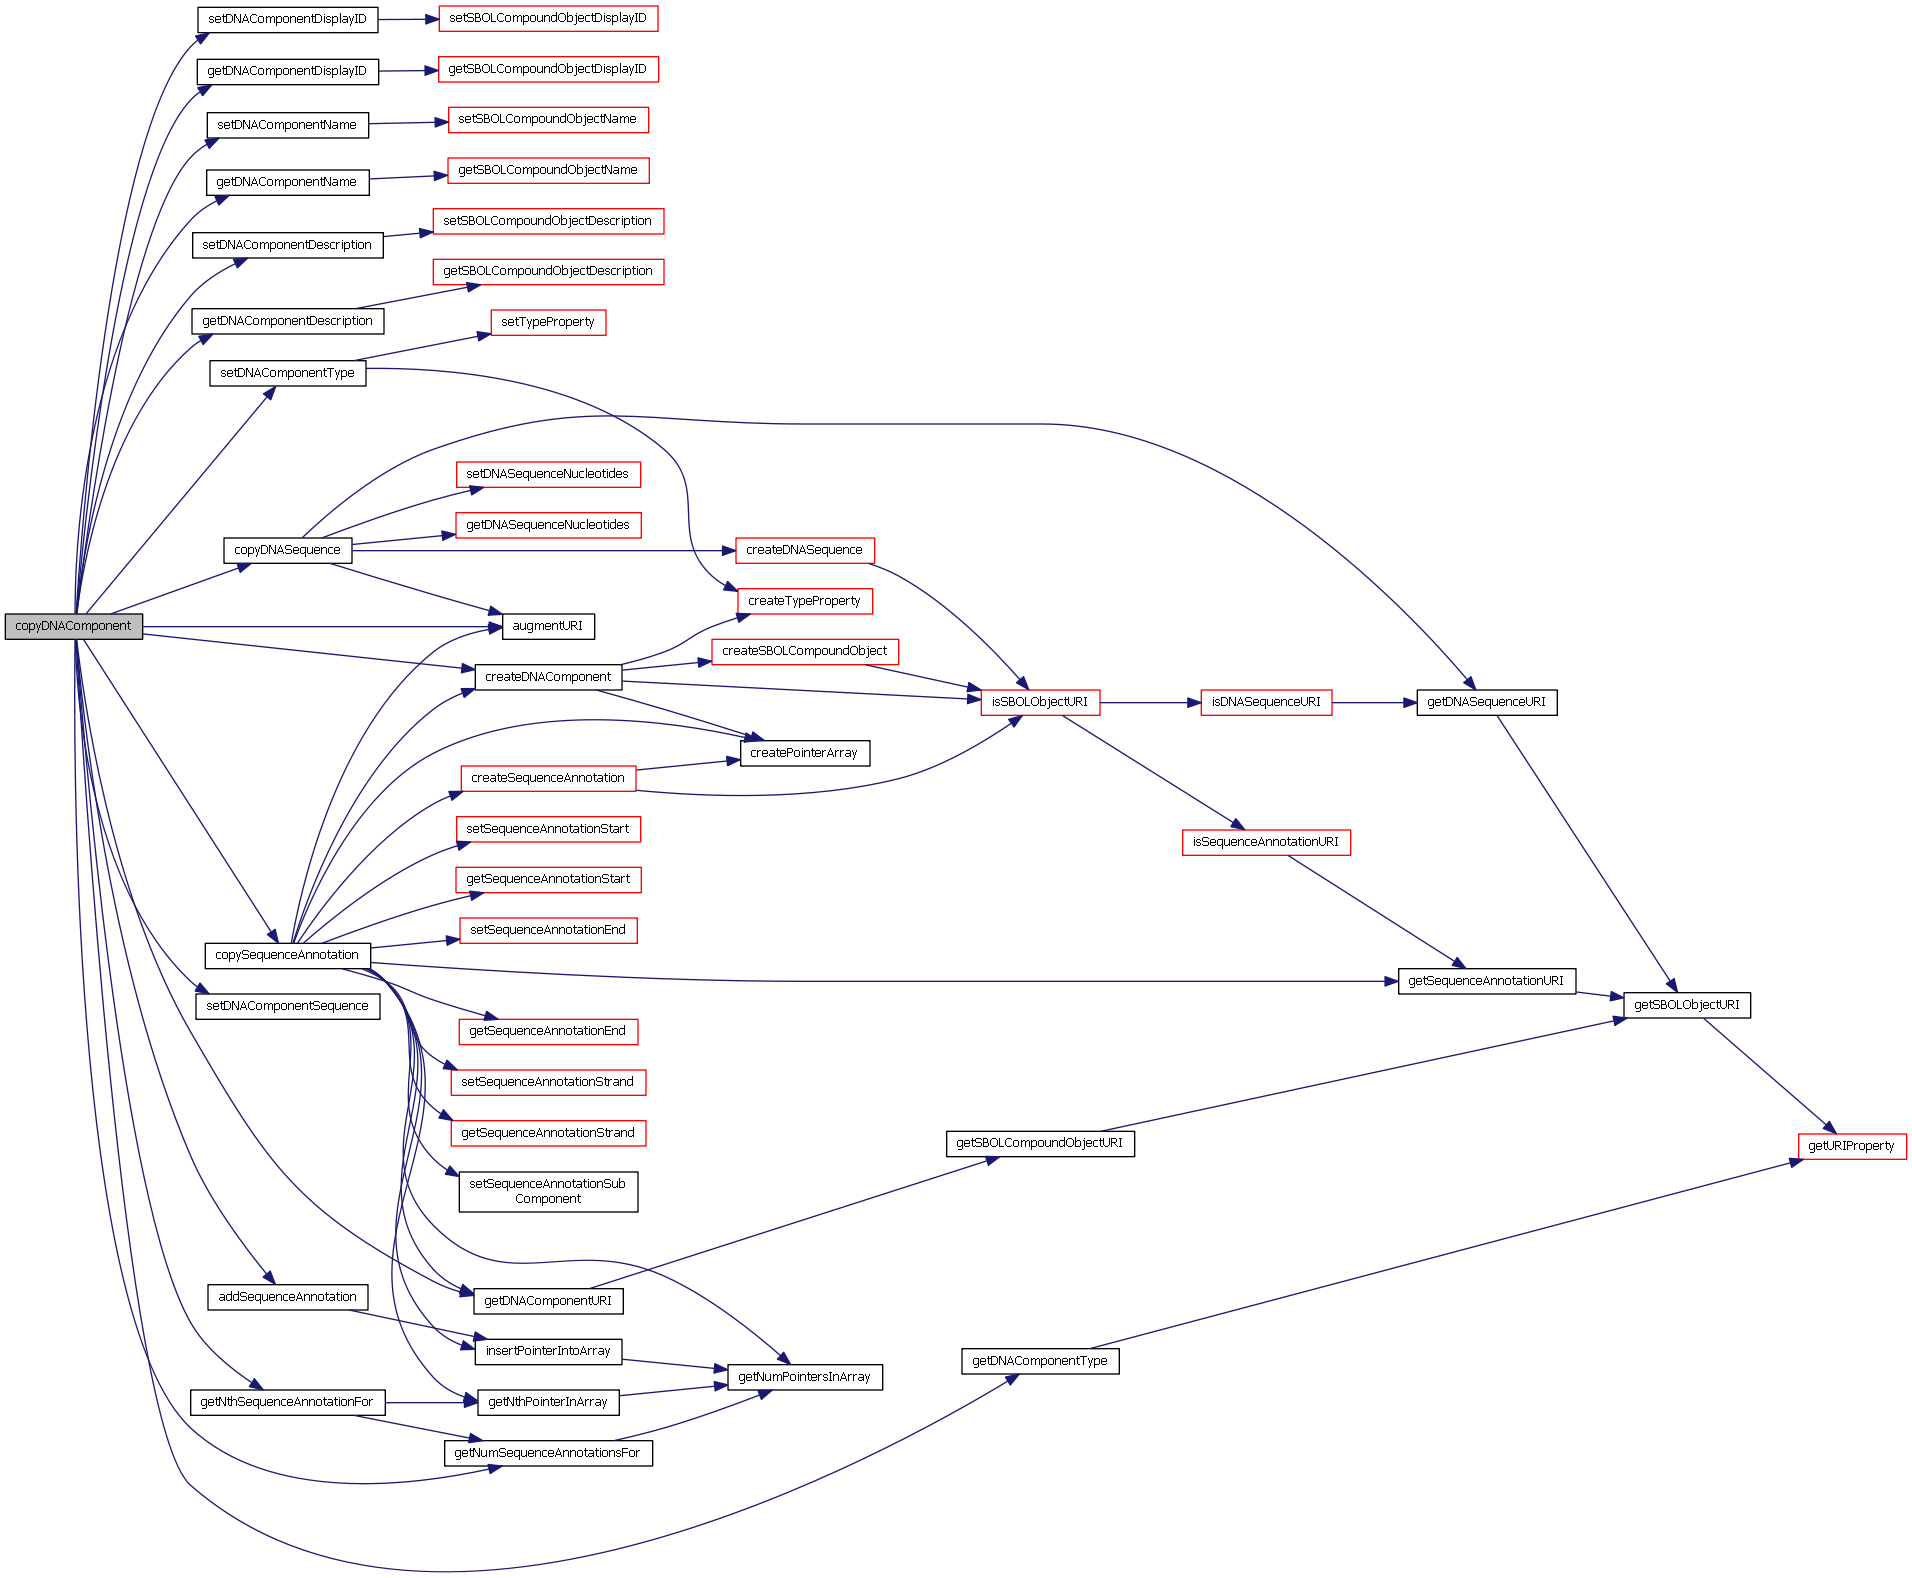 setDNAComponentDisplayID
setSBOLCompoundObjectDisplayID
getDNAComponentDisplayID
getSBOLCompoundObjectDisplayID
setDNAComponentName
setSBOLCompoundObjectName
getDNAComponentName
getSBOLCompoundObjectName
setDNAComponentDescription
setSBOLCompoundObjectDescription
getSBOLCompoundObjectDescription
getDNAComponentDescription
setTypeProperty
setDNAComponentType
setDNASequenceNucleotides
getDNASequenceNucleotides
copyDNASequence
createDNASequence
createTypeProperty
copyDNAComponent
augmentURI
createSBOLCompoundObject
createDNAComponent
isSBOLObjectURI
isDNASequenceURI
getDNASequenceURI
createPointerArray
createSequenceAnnotation
setSequenceAnnotationStart
isSequenceAnnotationURI
getSequenceAnnotationStart
setSequenceAnnotationEnd
copySequenceAnnotation
getSequenceAnnotationURI
setDNAComponentSequence
getSBOLObjectURI
getSequenceAnnotationEnd
setSequenceAnnotationStrand
getSequenceAnnotationStrand
getSBOLCompoundObjectURI
getURIProperty
setSequenceAnnotationSub
Component
addSequenceAnnotation
getDNAComponentURI
insertPointerIntoArray
getDNAComponentType
getNumPointersInArray
getNthSequenceAnnotationFor
getNthPointerInArray
getNumSequenceAnnotationsFor